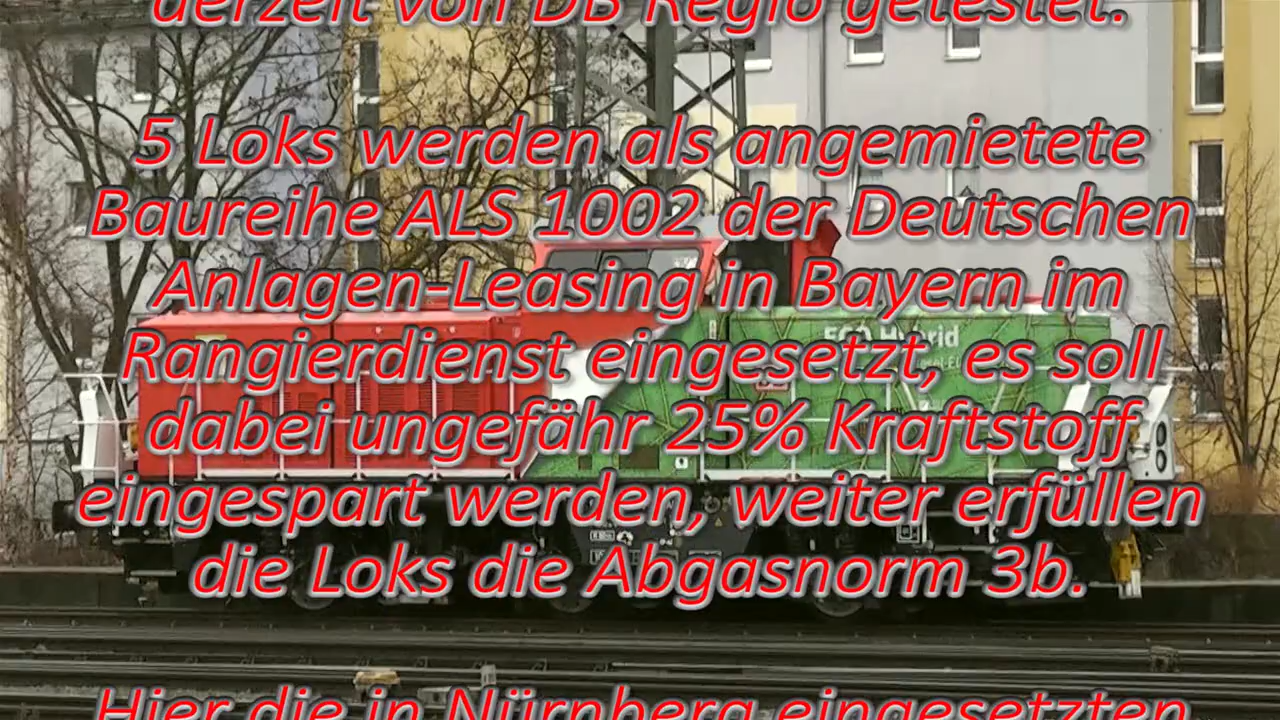 derzeit von DB Regio getestet.
5 Loks werden als angemietete
Baureihe ALS 1002 der Deutschen
Anlagen-Leasing in Bayern im
Rangierdienst eingesetzt, es soll
dabei ungefähr 25% Kraftstoff
eingespart werden, weiter erfüllen
die Loks die Abgasnorm 3b.
Hier die in Nürnberg eingesetzten
ECO Hybrid